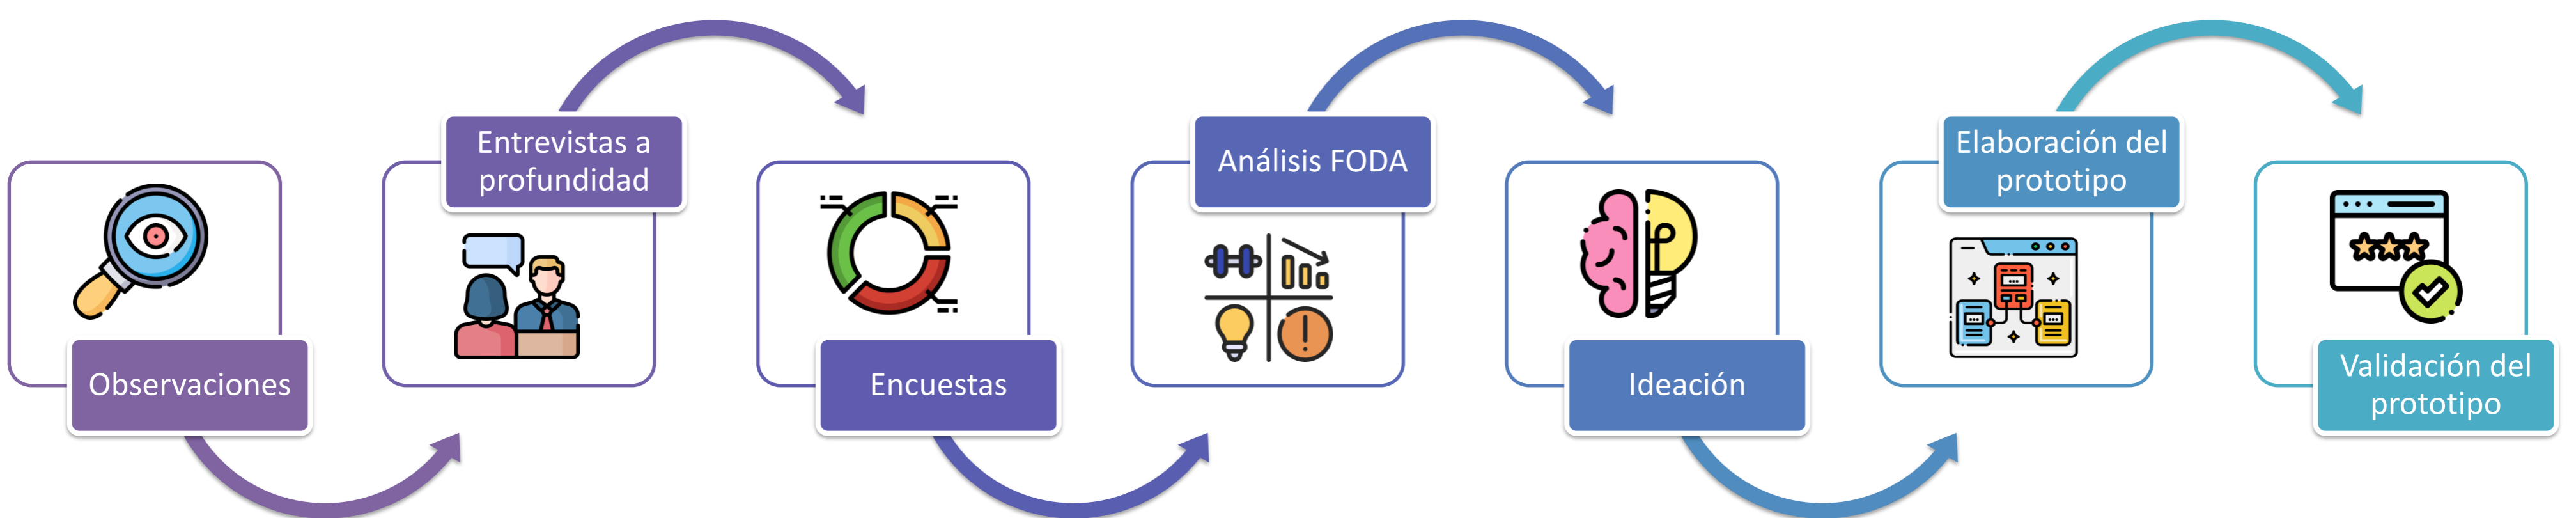 Observaciones
Entrevistas a
profundidad
Encuestas
Análisis FODA
Ideación
Elaboración del
prototipo
Validación del
prototipo